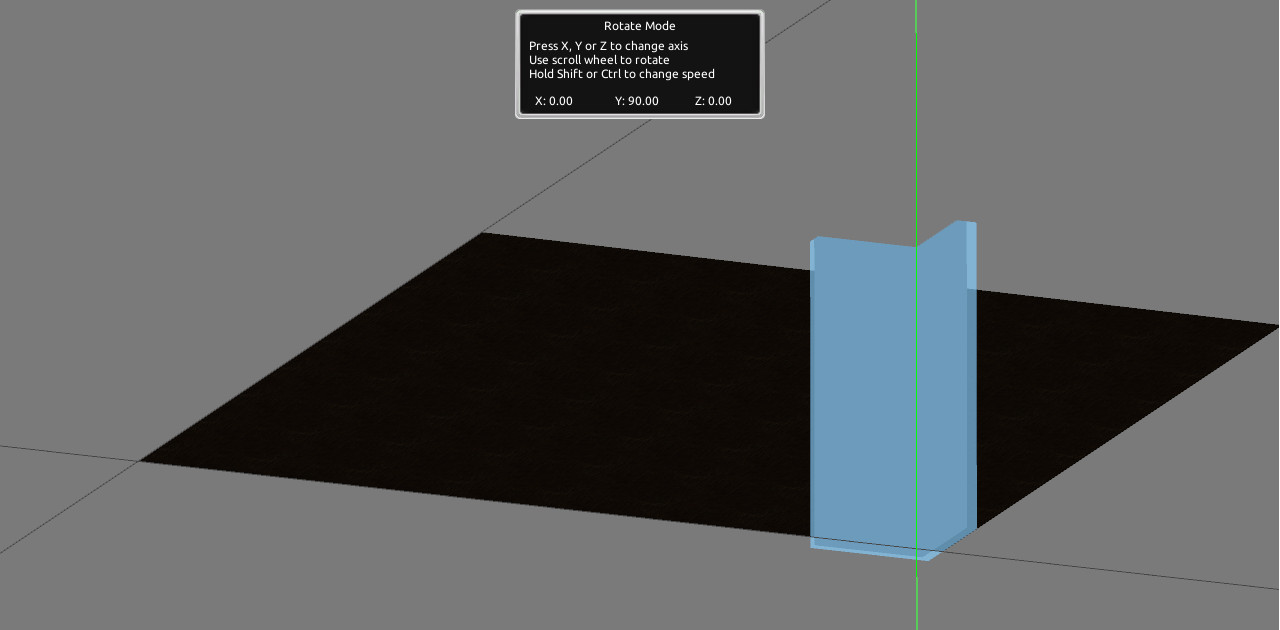 Rotate Mode
Press X, Y or Z to change axis
Use scroll wheel to rotate
Hold Shift or Ctrl to change speed
X: 0.00 Y: 90.00 Z: 0.00